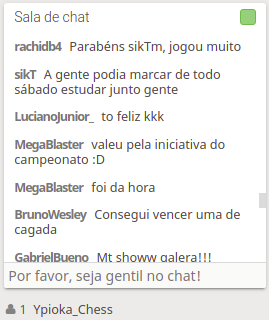 Sala de chat
rachidb4 Parabéns sikTm, jogou muito
sikT A gente podia marcar de todo
sábado estudar junto gente
LucianoJunior_ to feliz kkk
MegaBlaster valeu pela iniciativa do
campeonato :D
MegaBlaster foi da hora
BrunoWesley Consegui vencer uma de
cagada
GabrielBueno Mt showw galera!!!
Por favor, seja gentil no chat!
1 Ypioka_Chess